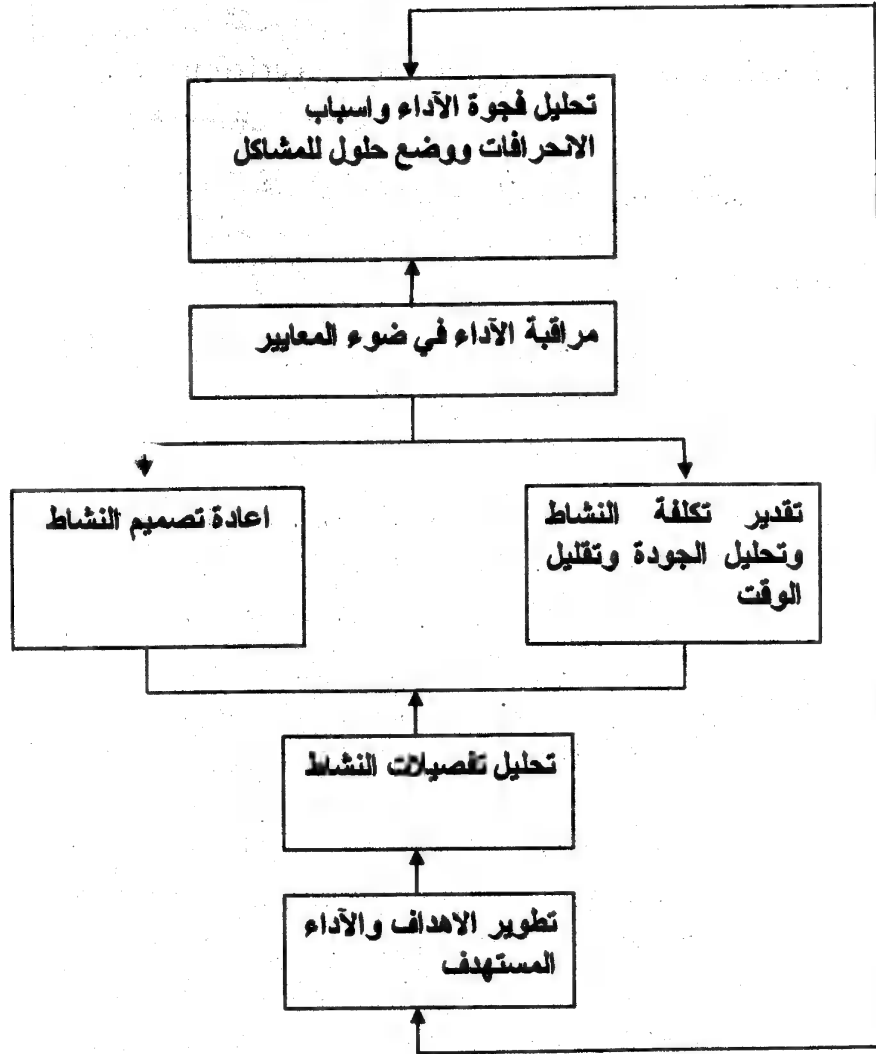 تحليل فجوة الآداء واسباب
الانحرافات ووضع حلول للمشاكل
مراقبة الآداء في ضوء المعايير
تقدير تكلفة النشاط
وتحليل الجودة وتقليل
الوقت
اعادة تصميم النشاط
تحليل تفصيلات النشاط
تطوير الاهداف والآداء
المستهدف